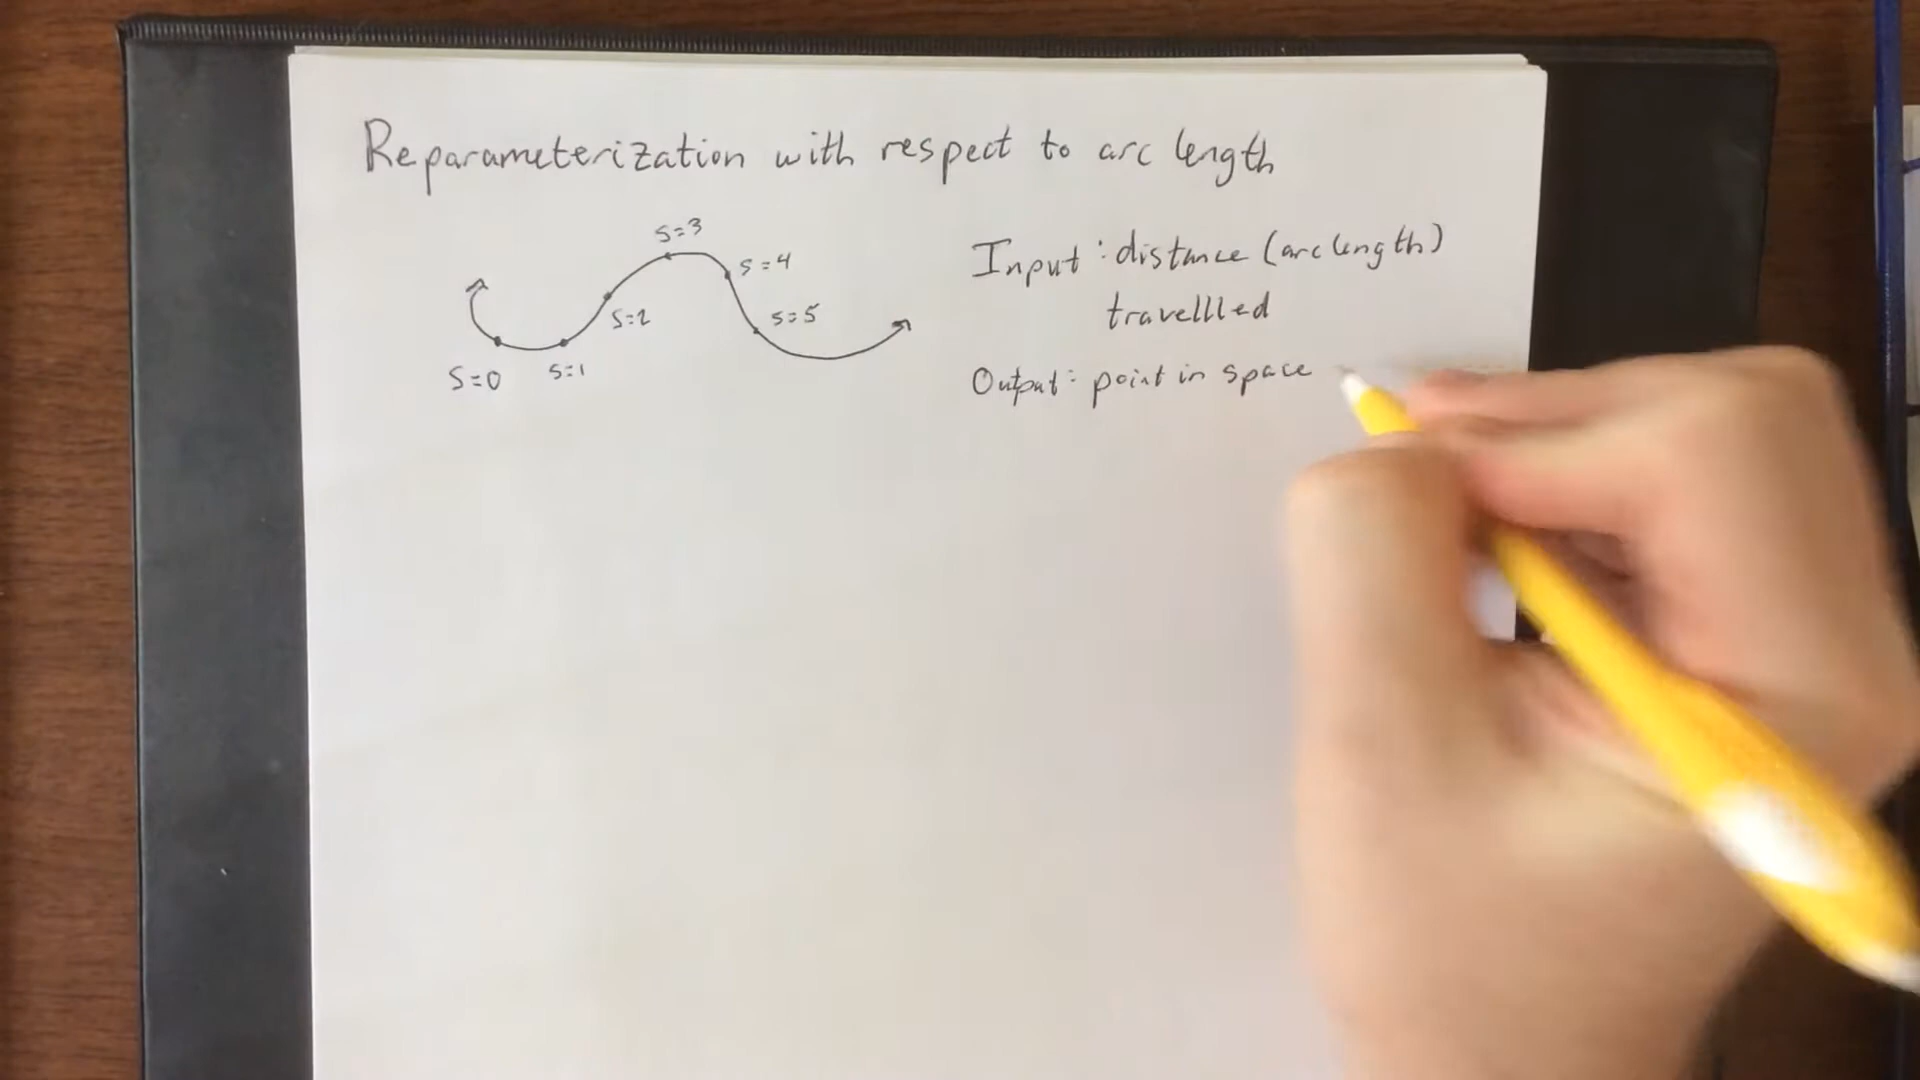 Reparameterization with respect to arc length
s=3
s=4
s=2
s=5
s=0
s=1
Input: distance (arc length)
travellled
Output: point in space